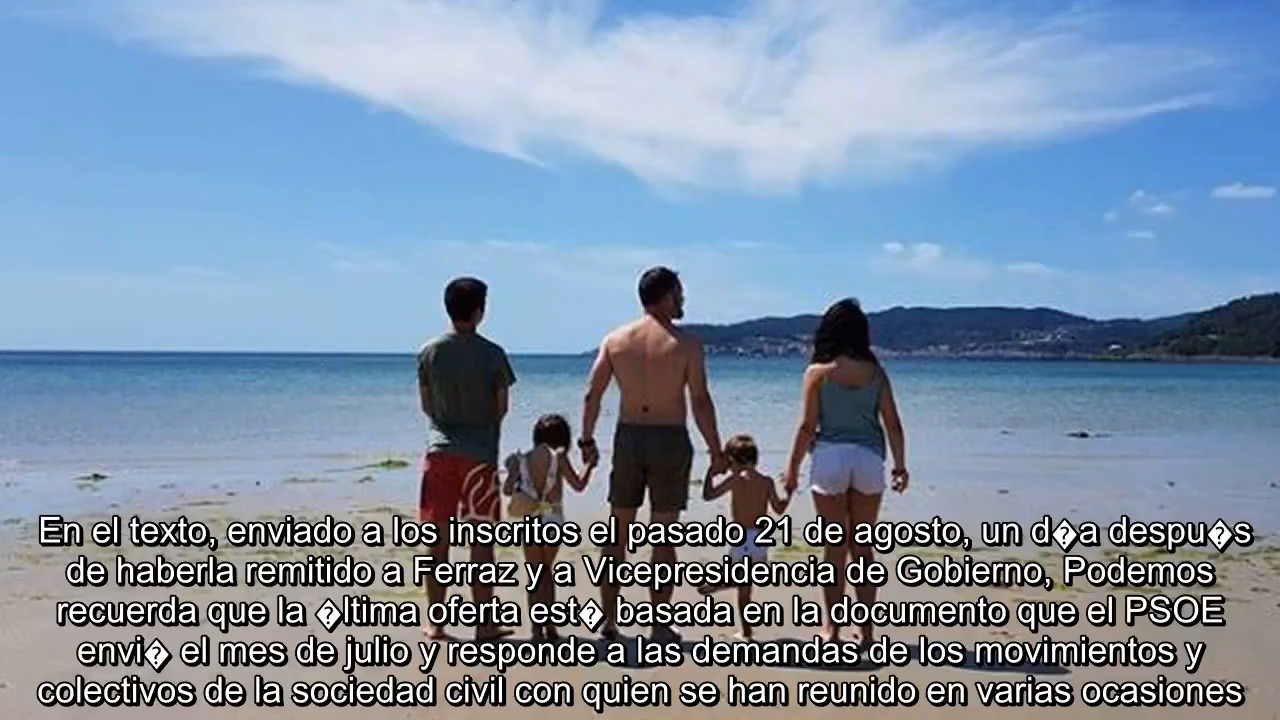 En el texto, enviado a los inscritos el pasado 21 de agosto, un d�a despu�s
de haberla remitido a Ferraz y a Vicepresidencia de Gobierno, Podemos
recuerda que la �ltima oferta est� basada en la documento que el PSOE
envi� el mes de julio y responde a las demandas de los movimientos y
colectivos de la sociedad civil con quien se han reunido en varias ocasiones